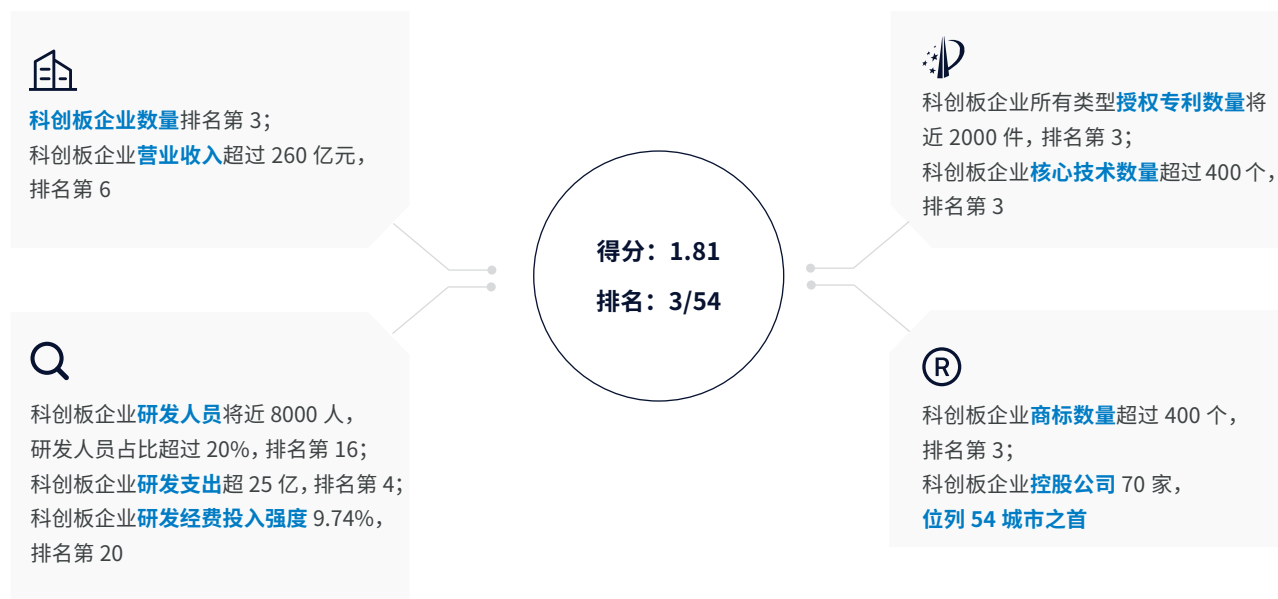 科创板企业数量排名第 3；
科创板企业营业收入超过 260 亿元，
排名第 6
科创板企业研发人员将近 8000 人，
研发人员占比超过 20%，排名第 16；
科创板企业研发支出超 25 亿，排名第 4；
科创板企业研发经费投入强度 9.74%，
排名第 20
得分：1.81
排名：3/54
科创板企业所有类型授权专利数量将
近 2000 件，排名第 3；
科创板企业核心技术数量超过 400 个，
排名第 3
R
科创板企业商标数量超过 400 个，
排名第 3；
科创板企业控股公司 70 家，
位列 54 城市之首